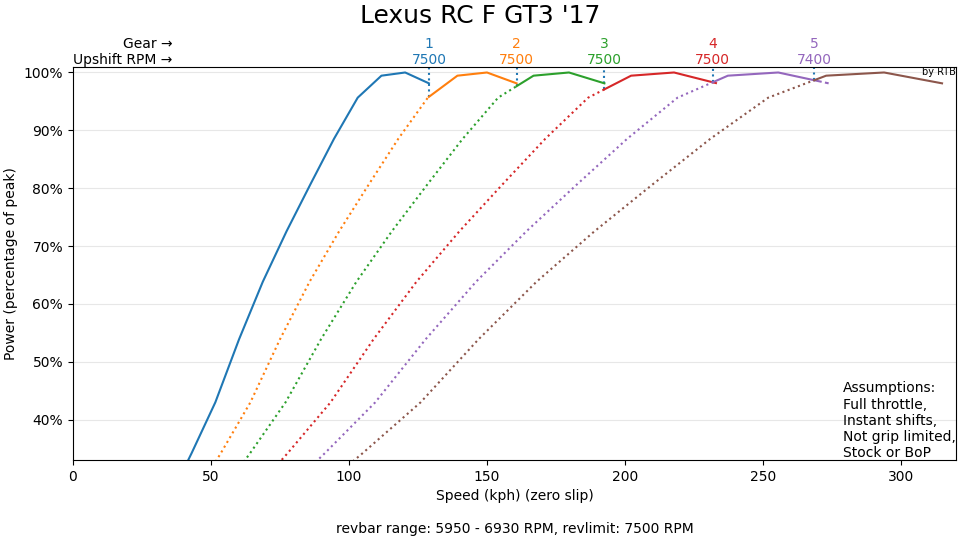 Lexus RC F GT3 '17
Gear → 1 2 3 4 5
Upshift RPM → 7500 7500 7500 7500 7400
by RTB
100%
90%
80%
70%
60%
50%
40%
Power (percentage of peak)
Assumptions:
Full throttle,
Instant shifts,
Not grip limited,
Stock or BoP
0 50 100 150 200 250 300
Speed (kph) (zero slip)
revbar range: 5950 - 6930 RPM, revlimit: 7500 RPM